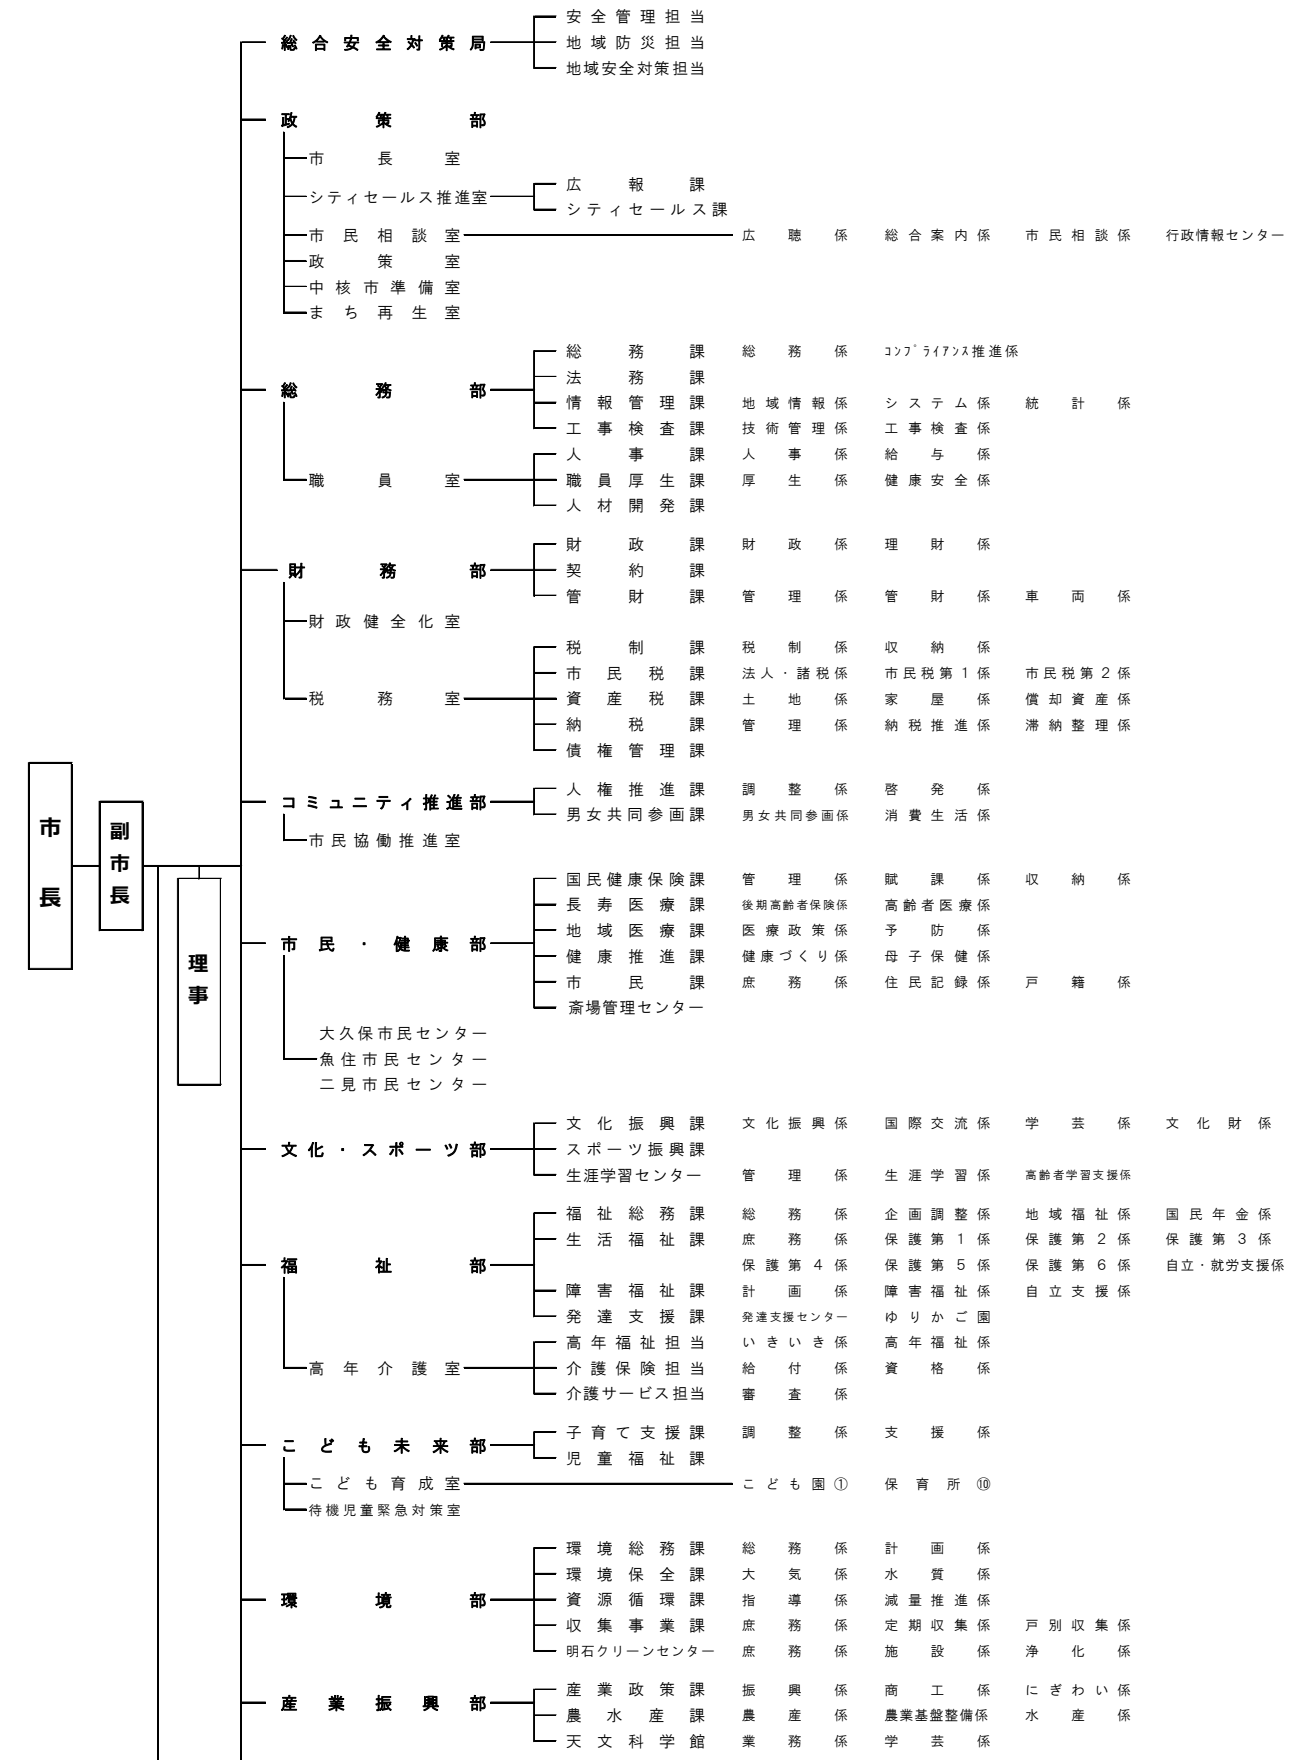 安全管理担当
総合安全対策局 地域防災担当
地域安全対策担当
政策部
市長室
広報課
シティセールス推進室
シティセールス課
市民相談室 広聴係 総合案内係 市民相談係 行政情報センター
政策室
中核市準備室
まち再生室
総務課 総務係 ｺﾝﾌﾟﾗｲｱﾝｽ推進係
法務課
総務部
情報管理課 地域情報係 システム係 統計係
工事検査課 技術管理係 工事検査係
人事課 人事係 給与係
職員室 職員厚生課 厚生係 健康安全係
人材開発課
財政課 財政係 理財係
財務部 契約課
管財課 管理係 管財係 車両係
財政健全化室
税制課 税制係 収納係
市民税課 法人・諸税係 市民税第1係 市民税第2係
税務室 資産税課 土地係 家屋係 償却資産係
納税課 管理係 納税推進係 滞納整理係
債権管理課
人権推進課 調整係 啓発係
コミュニティ推進部
男女共同参画課 男女共同参画係 消費生活係
市民協働推進室
市長
副市長
理事
国民健康保険課 管理係 賦課係 収納係
長寿医療課 後期高齢者保険係 高齢者医療係
地域医療課 医療政策係 予防係
市民・健康部
健康推進課 健康づくり係 母子保健係
市民課 庶務係 住民記録係 戸籍係
斎場管理センター
大久保市民センター
魚住市民センター
二見市民センター
文化振興課 文化振興係 国際交流係 学芸係 文化財係
文化・スポーツ部 スポーツ振興課
生涯学習センター 管理係 生涯学習係 高齢者学習支援係
福祉総務課 総務係 企画調整係 地域福祉係 国民年金係
生活福祉課 庶務係 保護第1係 保護第2係 保護第3係
福祉部 保護第4係 保護第5係 保護第6係 自立・就労支援係
障害福祉課 計画係 障害福祉係 自立支援係
発達支援課 発達支援センター ゆりかご園
高年福祉担当 いきいき係 高年福祉係
高年介護室 介護保険担当 給付係 資格係
介護サービス担当 審査係
子育て支援課 調整係 支援係
こども未来部
児童福祉課
こども育成室 こども園① 保育所⑩
待機児童緊急対策室
環境総務課 総務係 計画係
環境保全課 大気係 水質係
環境部 資源循環課 指導係 減量推進係
収集事業課 庶務係 定期収集係 戸別収集係
明石クリーンセンター 庶務係 施設係 浄化係
産業政策課 振興係 商工係 にぎわい係
産業振興部
農水産課 農産係 農業基盤整備係 水産係
天文科学館 業務係 学芸係